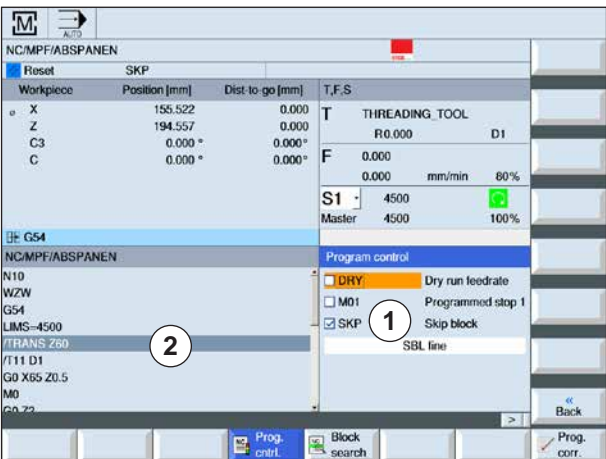 M
AUTO
NC/MPF/ABSPANEN
Reset SKP
Workpiece Position [mm] Dist-to-go [mm] T,F,S
X 155.522 0.000
Z 194.557 0.000
C3 0.000 ° 0.000°
C 0.000 ° 0.000°
T THREADING_TOOL
R0.000 D1
F 0.000
0.000 mm/min 80%
S1 4500
Master 4500 100%
G54
NC/MPF/ABSPANEN
N10
WZW
G54
LIMS=4500
/TRANS Z60
/T11 D1
G0 X65 Z0.5
M0
G0 Z2
2
Program control
DRY Dry run feedrate
M01 Programmed stop 1
SKP Skip block
1
SBL fine
>
«
Back
NC
Prog. cntrl.
Block search
Prog. corr.